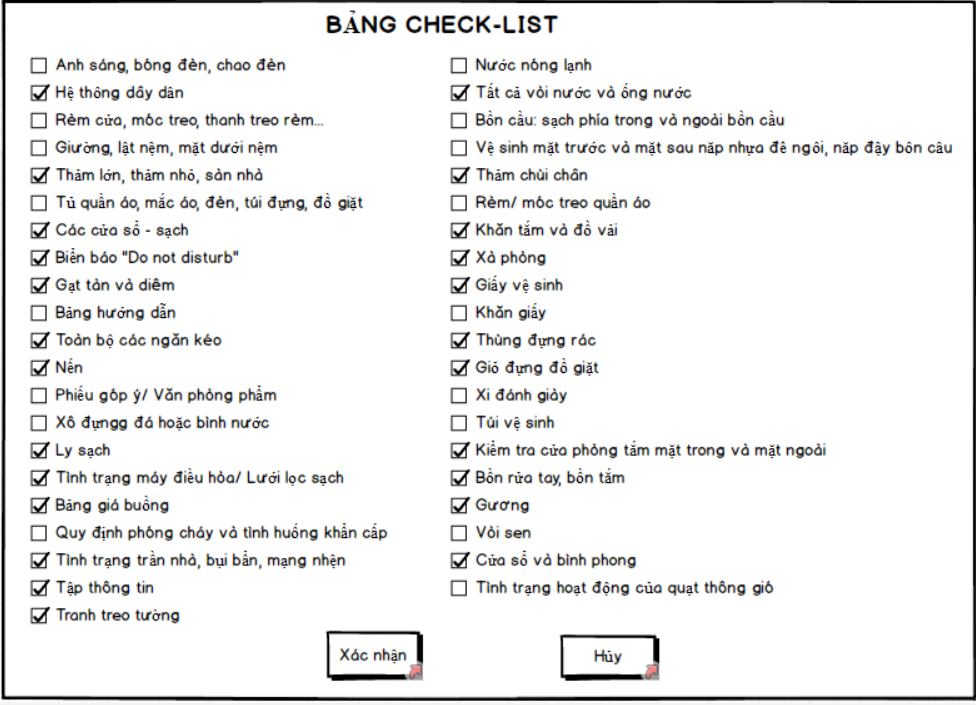 BẢNG CHECK-LIST
Anh sáng, bóng đèn, chao đèn
Hệ thông dây dân
Rèm cửa, móc treo, thanh treo rèm...
Giường, lật nệm, mặt dưới nệm
Thảm lớn, thảm nhỏ, sàn nhà
Tủ quần áo, mắc áo, đèn, túi đựng, đồ giặt
Các cửa sổ - sạch
Biển báo "Do not disturb"
Gạt tàn và diêm
Bảng hướng dẫn
Toàn bộ các ngăn kéo
Nến
Phiếu góp ý/ Văn phòng phẩm
Xô đựngg đá hoặc bình nước
Ly sạch
Tình trạng máy điều hòa/ Lưới lọc sạch
Bảng giá buồng
Quy định phóng cháy và tình huống khẩn cấp
Tình trạng trần nhà, bụi bẩn, mạng nhện
Tập thông tin
Tranh treo tường
Nước nóng lạnh
Tất cả vòi nước và ống nước
Bồn cầu: sạch phía trong và ngoài bồn cầu
Vệ sinh mặt trước và mặt sau năp nhựa đê ngôi, năp đậy bôn câu
Thảm chùi chân
Rèm/ móc treo quần áo
Khăn tắm và đồ vải
Xà phòng
Giấy vệ sinh
Khăn giấy
Thùng đựng rác
Giỏ đựng đồ giặt
Xi đánh giày
Túi vệ sinh
Kiểm tra cửa phòng tắm mặt trong và mặt ngoài
Bồn rửa tay, bồn tắm
Gương
Vòi sen
Cửa sổ và bình phong
Tình trạng hoạt động của quạt thông gió
Xác nhận
Hủy